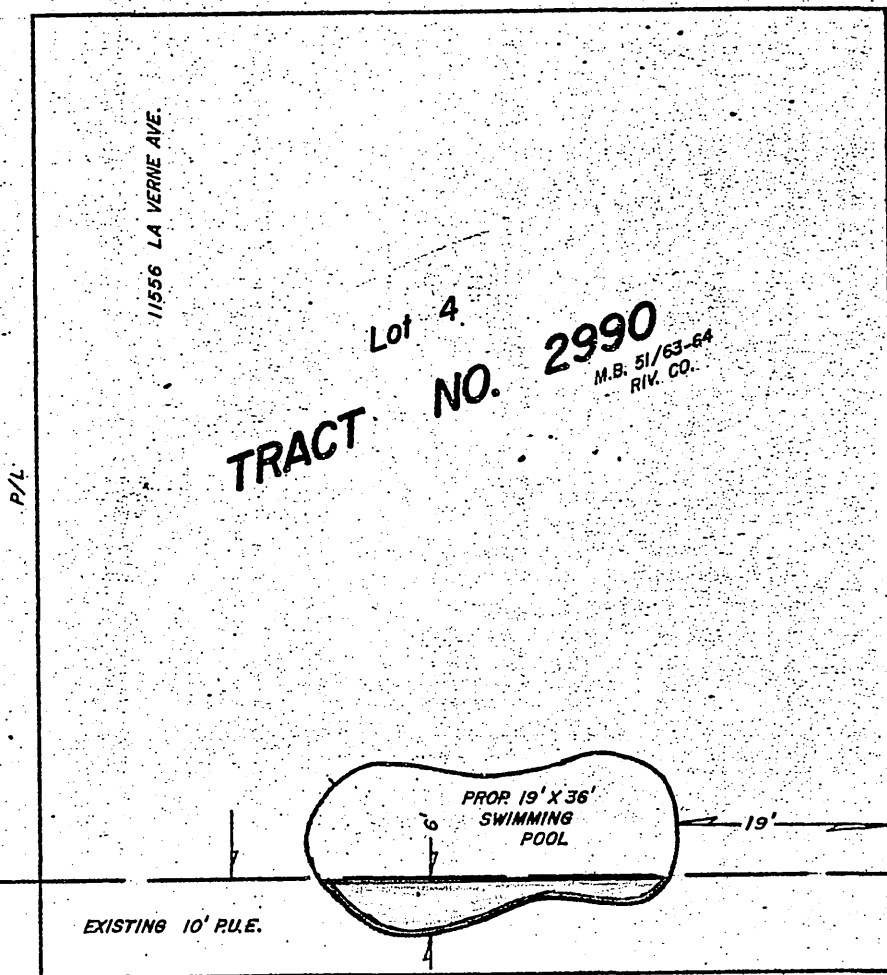 11556 LA VERNE AVE.
Lot 4
TRACT NO. 2990
M.B. 51/63-64
RIV. CO.
P/L
PROP. 19' X 36'
SWIMMING
POOL
6'
19'
EXISTING 10' P.U.E.